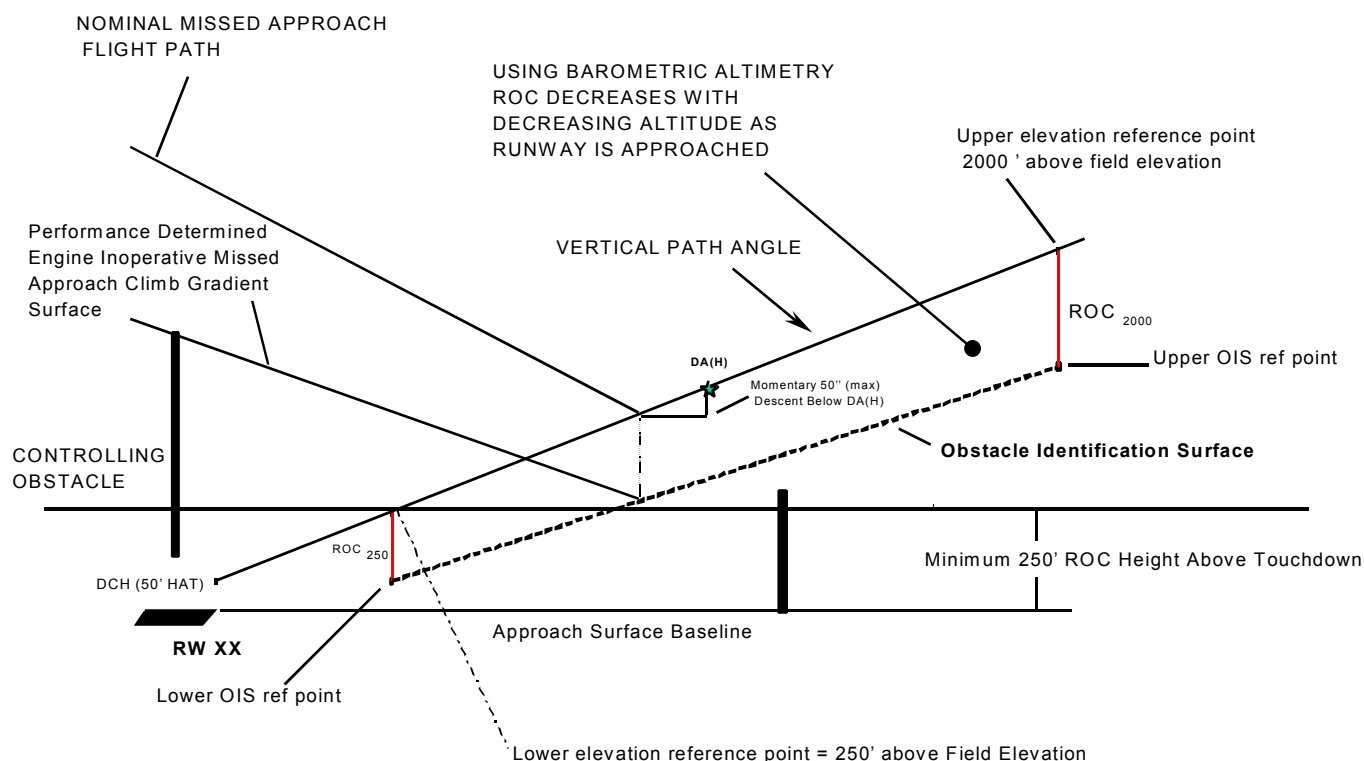 NOMINAL MISSED APPROACH
FLIGHT PATH
USING BAROMETRIC ALTIMETRY
ROC DECREASES WITH
DECREASING ALTITUDE AS
RUNWAY IS APPROACHED
Upper elevation reference point
2000 ' above field elevation
Performance Determined
Engine Inoperative Missed
Approach Climb Gradient
Surface
VERTICAL PATH ANGLE
ROC 2000
Upper OIS ref point
DA(H)
Momentary 50'' (max)
Descent Below DA(H)
Obstacle Identification Surface
CONTROLLING
OBSTACLE
ROC 250
Minimum 250' ROC Height Above Touchdown
DCH (50' HAT)
Approach Surface Baseline
RW XX
Lower OIS ref point
Lower elevation reference point = 250' above Field Elevation